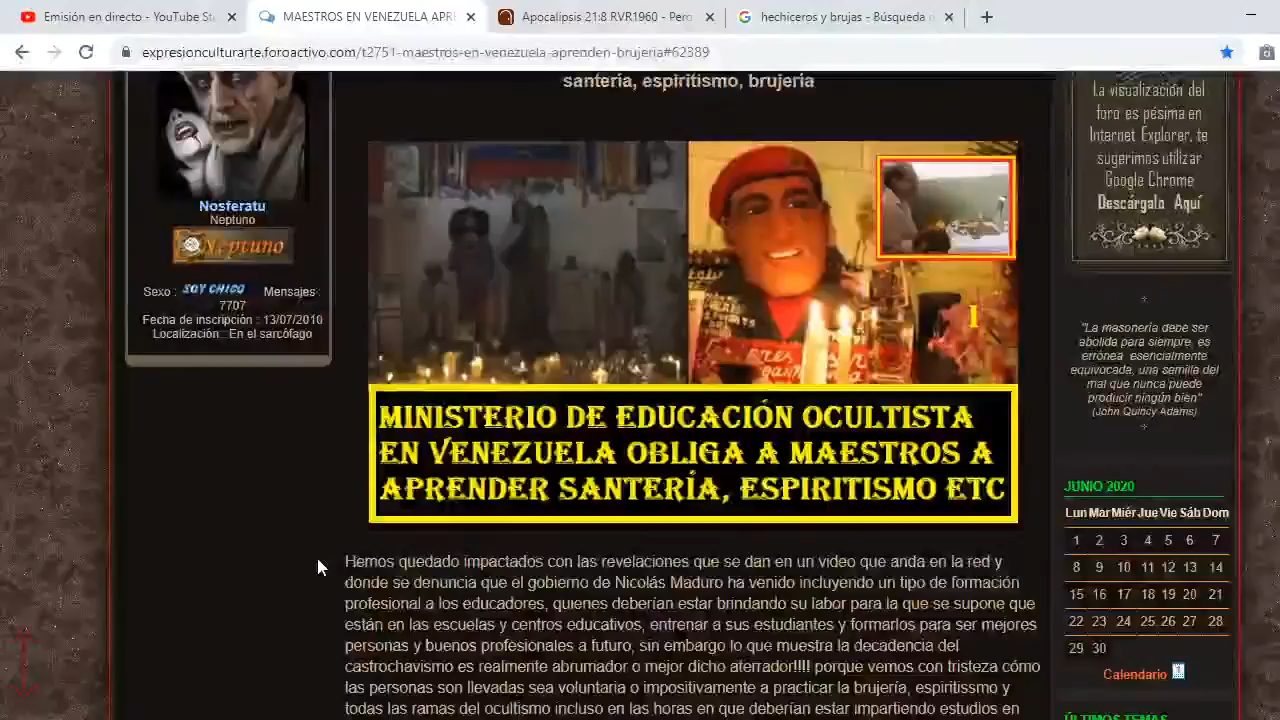 Emisión en directo - YouTube St
MAESTROS EN VENEZUELA APR
Apocalipsis 21:8 RVR1960 - Pero
hechiceros y brujas - Búsqueda
expresionculturarte.foroactivo.com/t2751-maestros-en-venezuela-aprenden-brujeria#62389
santería, espiritismo, brujería
Nosferatu
Neptuno
Neptuno
Sexo : SOY CHICO Mensajes :
7707
Fecha de inscripción : 13/07/2010
Localización : En el sarcófago
MINISTERIO DE EDUCACIÓN OCULTISTA
EN VENEZUELA OBLIGA A MAESTROS A
APRENDER SANTERÍA, ESPIRITISMO ETC
Hemos quedado impactados con las revelaciones que se dan en un video que anda en la red y
donde se denuncia que el gobierno de Nicolás Maduro ha venido incluyendo un tipo de formación
profesional a los educadores, quienes deberían estar brindando su labor para la que se supone que
están en las escuelas y centros educativos, entrenar a sus estudiantes y formarlos para ser mejores
personas y buenos profesionales a futuro, sin embargo lo que muestra la decadencia del
castrochavismo es realmente abrumador o mejor dicho aterrador!!!! porque vemos con tristeza cómo
las personas son llevadas sea voluntaria o impositivamente a practicar la brujería, espiritissmo y
todas las ramas del ocultismo incluso en las horas en que deberían estar impartiendo estudios en
La visualización del
foro es pésima en
Internet Explorer, te
sugerimos utilizar
Google Chrome
Descárgalo Aquí
"La masonería debe ser
abolida para siempre, es
errónea esencialmente
equivocada, una semilla del
mal que nunca puede
producir ningún bien"
(John Quincy Adams)
JUNIO 2020
Lun Mar Miér Jue Vie Sáb Dom
1 2 3 4 5 6 7
8 9 10 11 12 13 14
15 16 17 18 19 20 21
22 23 24 25 26 27 28
29 30
Calendario
ÚLTIMOS TEMAS